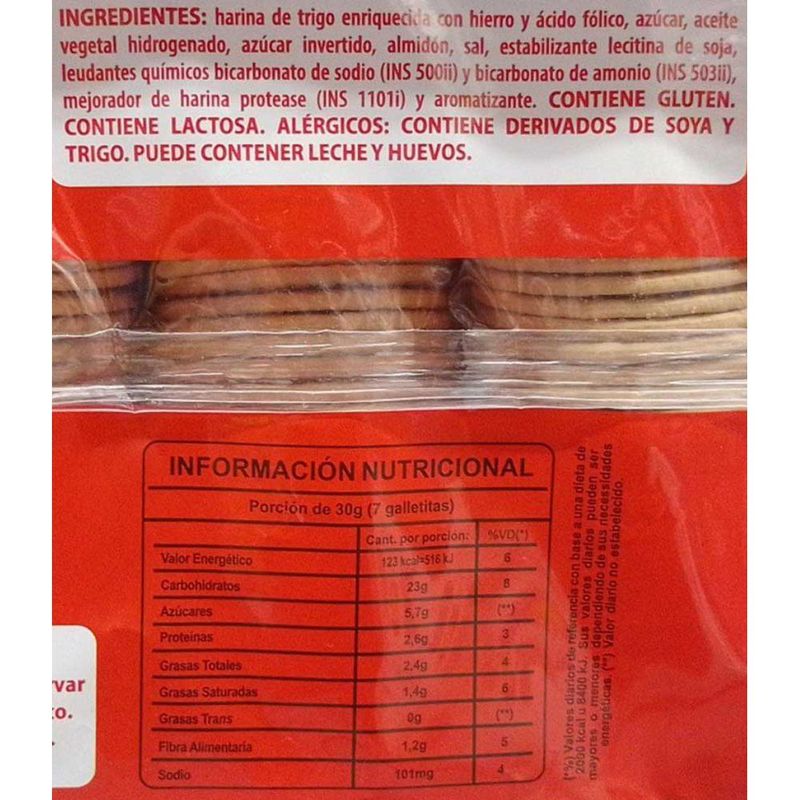 INGREDIENTES: harina de trigo enriquecida con hierro y ácido fólico, azúcar, aceite
vegetal hidrogenado, azúcar invertido, almidón, sal, estabilizante lecitina de soja,
leudantes químicos bicarbonato de sodio (INS 500ii) y bicarbonato de amonio (INS 503ii),
mejorador de harina protease (INS 1101i) y aromatizante. CONTIENE GLUTEN.
CONTIENE LACTOSA. ALÉRGICOS: CONTIENE DERIVADOS DE SOYA Y
TRIGO. PUEDE CONTENER LECHE Y HUEVOS.
INFORMACIÓN NUTRICIONAL
Porción de 30g (7 galletitas)
Cant. por porción: %VD(*)
Valor Energético 123 kcal=516 kJ 6
Carbohidratos 23g 8
Azúcares 5,7g (**)
Proteinas 2,6g 3
Grasas Totales 2,4g 4
Grasas Saturadas 1,4g 6
Grasas Trans 0g (**)
Fibra Alimentaria 1,2g 5
Sodio 101mg 4
(*%) Valores diarios de referencia con base a una dieta de
2000 kcal u 8400 kJ. Sus valores diarios pueden ser
mayores o menores dependiendo de sus necesidades
energéticas. (**) Valor diario no establecido.
var
o.